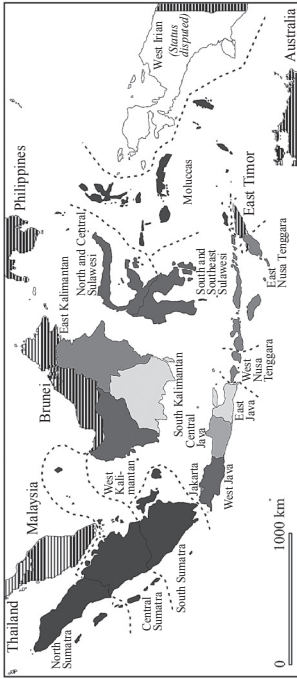 Thailand
Malaysia
Brunei
Philippines
West Irian
(Status
disputed)
Australia
North
Sumatra
Central
Sumatra
South Sumatra
West
Kali-
mantan
East Kalimantan
South Kalimantan
North and Central
Sulawesi
South and
Southeast
Sulawesi
Moluccas
Jakarta
West Java
Central
Java
East
Java
West
Nusa
Tenggara
East
Nusa Tenggara
East Timor
0
1000 km